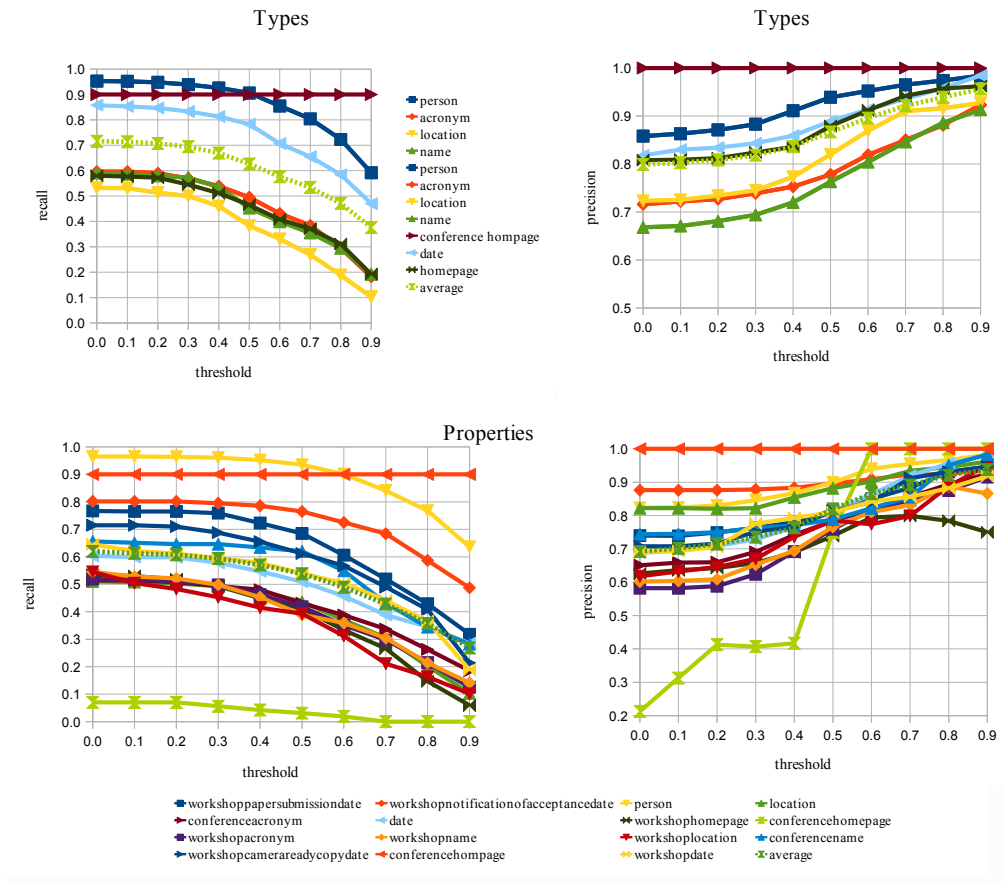 Types
Types
1.0
0.9
0.8
0.7
0.6
0.5
0.4
0.3
0.2
0.1
0.0
recall
0.0 0.1 0.2 0.3 0.4 0.5 0.6 0.7 0.8 0.9
threshold
person
acronym
location
name
person
acronym
location
name
conference hompage
date
homepage
average
1.0
0.9
0.8
0.7
0.6
0.5
precision
0.0 0.1 0.2 0.3 0.4 0.5 0.6 0.7 0.8 0.9
threshold
Properties
1.0
0.9
0.8
0.7
0.6
0.5
0.4
0.3
0.2
0.1
0.0
recall
0.0 0.1 0.2 0.3 0.4 0.5 0.6 0.7 0.8 0.9
threshold
1.0
0.9
0.8
0.7
0.6
0.5
0.4
0.3
0.2
precision
0.0 0.1 0.2 0.3 0.4 0.5 0.6 0.7 0.8 0.9
threshold
workshoppapersubmissiondate workshopnotificationofacceptancedate person location
conferenceacronym date workshophomepage conferencehomepage
workshopacronym workshopname workshoplocation conferencename
workshopcamerareadycopydate conferencehompage workshopdate average